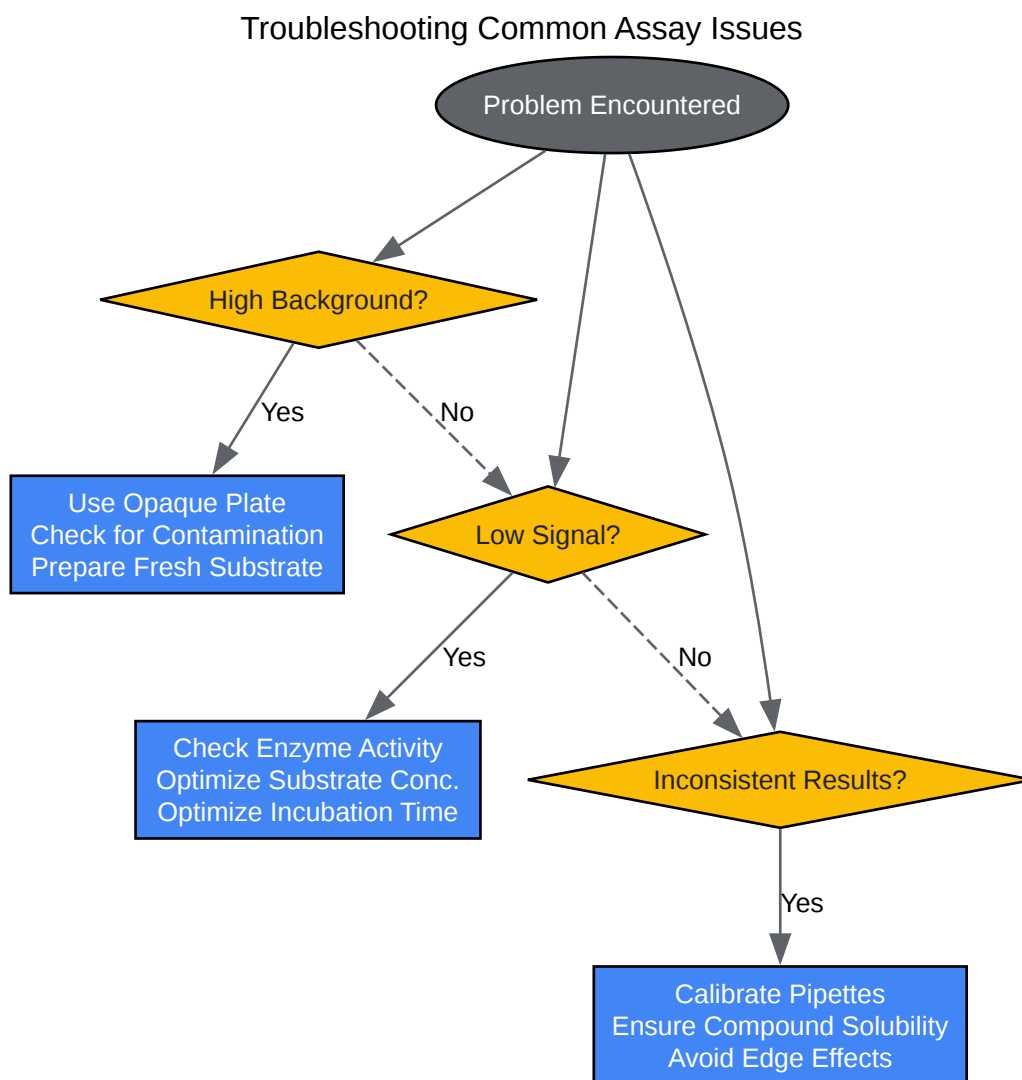 Troubleshooting Common Assay Issues
Problem Encountered
High Background?
Yes
No
Use Opaque Plate
Check for Contamination
Prepare Fresh Substrate
Low Signal?
Yes
No
Check Enzyme Activity
Optimize Substrate Conc.
Optimize Incubation Time
Inconsistent Results?
Yes
Calibrate Pipettes
Ensure Compound Solubility
Avoid Edge Effects